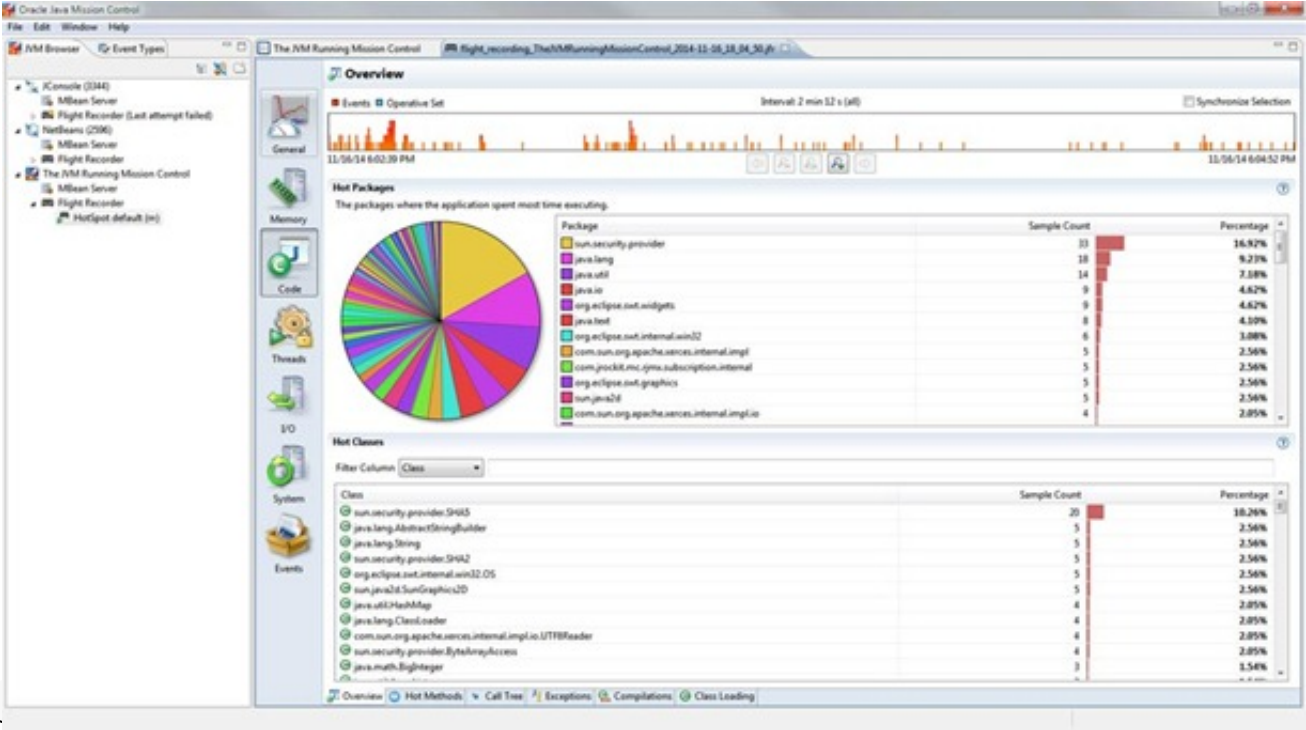 Oracle Java Mission Control
File Edit Window Help
JVM Browser Event Types
The JVM Running Mission Control flight_recording_TheJVMRunningMissionControl_2014-11-16_18_04_50.jfr
JConsole (3344)
MBean Server
Flight Recorder (Last attempt failed)
NetBeans (2596)
MBean Server
Flight Recorder
The JVM Running Mission Control
MBean Server
Flight Recorder
HotSpot default (m)
General
Memory
Code
Threads
I/O
System
Events
Overview
Events Operative Set Interval: 2 min 12 s (all) Synchronize Selection
11/16/14 6:02:39 PM 11/16/14 6:04:52 PM
Hot Packages
The packages where the application spent most time executing.
Package Sample Count Percentage
sun.security.provider 33 16.92%
java.lang 18 9.23%
java.util 14 7.18%
java.io 9 4.62%
org.eclipse.swt.widgets 9 4.62%
java.text 8 4.10%
org.eclipse.swt.internal.win32 6 3.08%
com.sun.org.apache.xerces.internal.impl 5 2.56%
com.jrockit.mc.rjmx.subscription.internal 5 2.56%
org.eclipse.swt.graphics 5 2.56%
sun.java2d 5 2.56%
com.sun.org.apache.xerces.internal.impl.io 4 2.05%
Hot Classes
Filter Column Class
Class Sample Count Percentage
sun.security.provider.SHA5 20 10.26%
java.lang.AbstractStringBuilder 5 2.56%
java.lang.String 5 2.56%
sun.security.provider.SHA2 5 2.56%
org.eclipse.swt.internal.win32.OS 5 2.56%
sun.java2d.SunGraphics2D 5 2.56%
java.util.HashMap 4 2.05%
java.lang.ClassLoader 4 2.05%
com.sun.org.apache.xerces.internal.impl.io.UTF8Reader 4 2.05%
sun.security.provider.ByteArrayAccess 4 2.05%
java.math.BigInteger 3 1.54%
Overview Hot Methods Call Tree Exceptions Compilations Class Loading